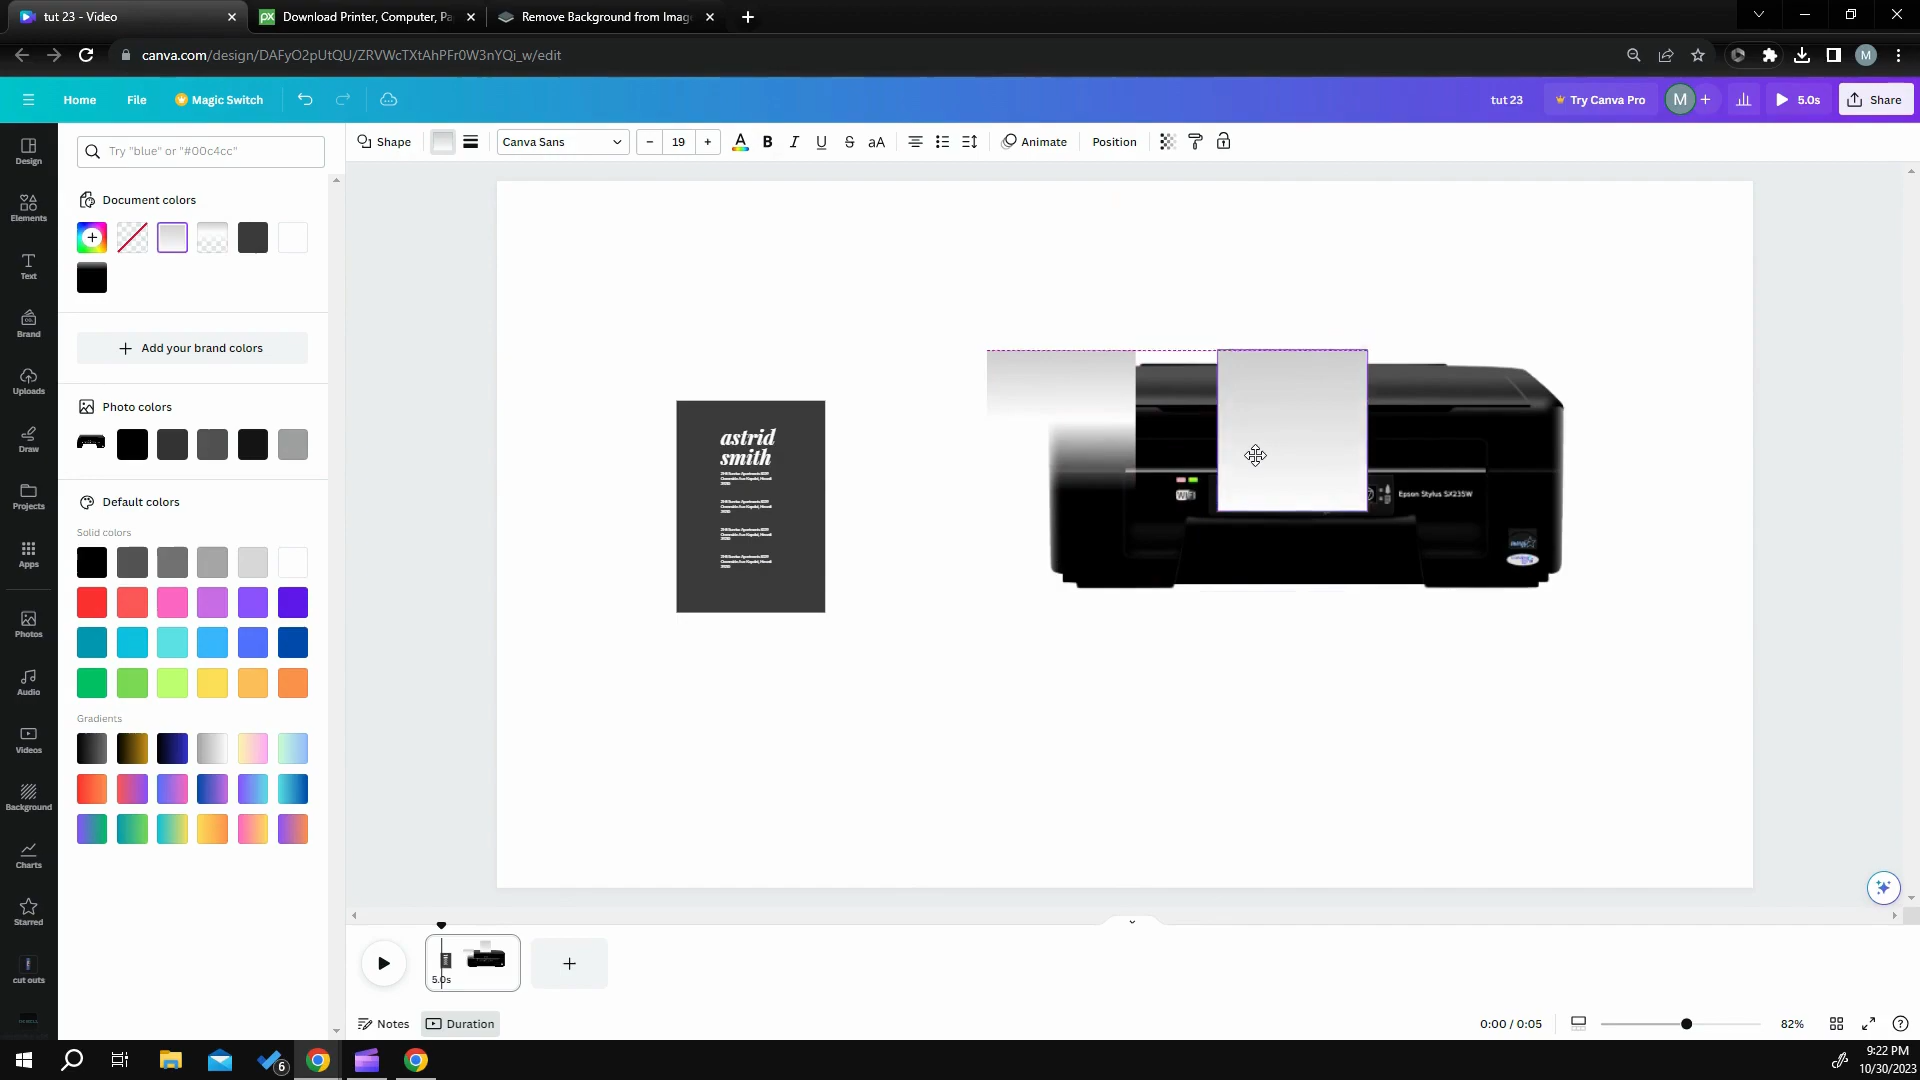 tut 23 - Video
Download Printer, Computer, Pa
Remove Background from Imag
canva.com/design/DAFyO2pUtQU/ZRVWcTXtAhPFr0W3nYQi_w/edit
M
Home
File
Magic Switch
tut 23
Try Canva Pro
M
5.0s
Share
Design
Elements
Text
Brand
Uploads
Draw
Projects
Apps
Photos
Audio
Videos
Background
Charts
Starred
cut outs
Try "blue" or "#00c4cc"
Document colors
Add your brand colors
Photo colors
Default colors
Solid colors
Gradients
Shape
Canva Sans
19
A
B
I
U
S
aA
Animate
Position
astrid
smith
WiFi
Epson Stylus SX235W
5.0s
Notes
Duration
0:00 / 0:05
82%
6
9:22 PM
10/30/2023